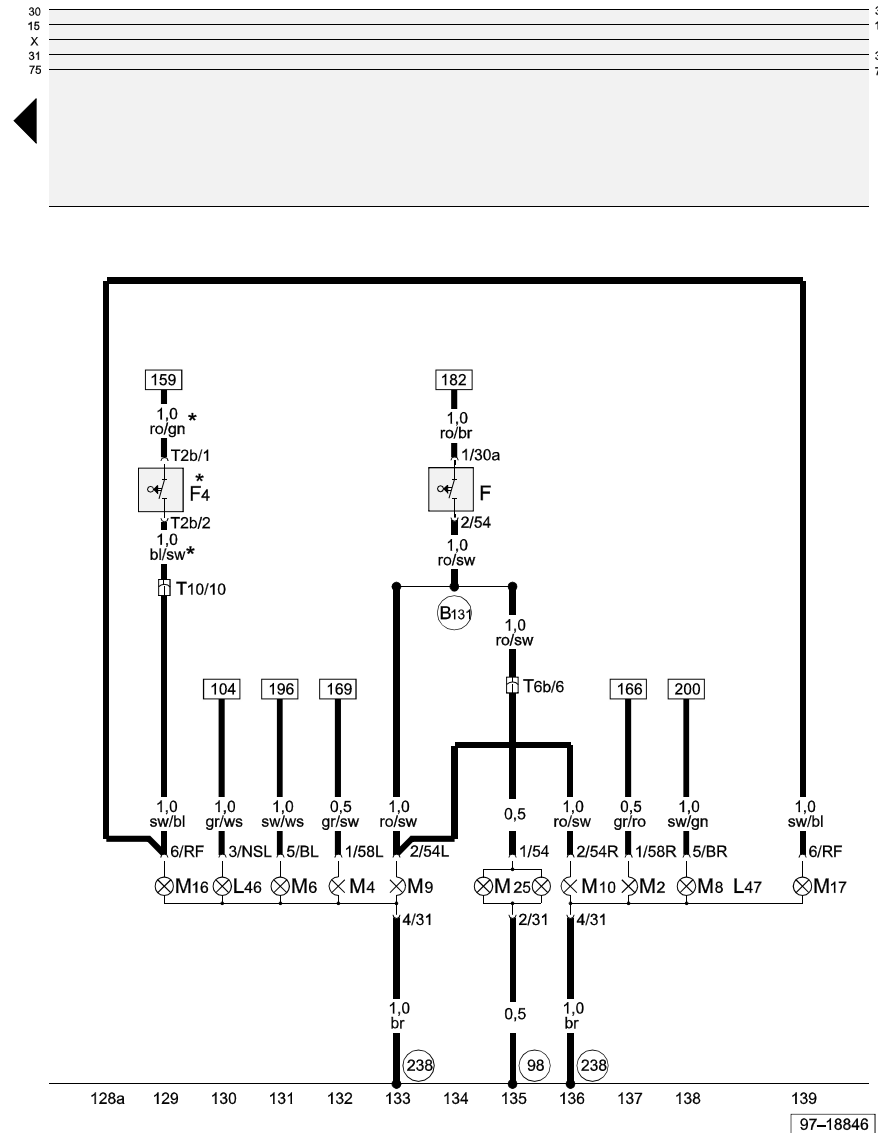 30 3
15 1
X
31 3
75 7
159 182
1,0 * 1,0
ro/gn ro/br
T2b/1 1/30a
*
F4 F
T2b/2 2/54
1,0 1,0
bl/sw* ro/sw
T10/10
B131
1,0
ro/sw
104 196 169 T6b/6 166 200
1,0 1,0 1,0 0,5 1,0 0,5 1,0 0,5 1,0 1,0
sw/bl gr/ws sw/ws gr/sw ro/sw ro/sw gr/ro sw/gn sw/bl
6/RF 3/NSL 5/BL 1/58L 2/54L 1/54 2/54R 1/58R 5/BR 6/RF
M16 L46 M6 M4 M9 M25 M10 M2 M8 L47 M17
4/31 2/31 4/31
1,0 0,5 1,0
br br
238 98 238
128a 129 130 131 132 133 134 135 136 137 138 139
97–18846